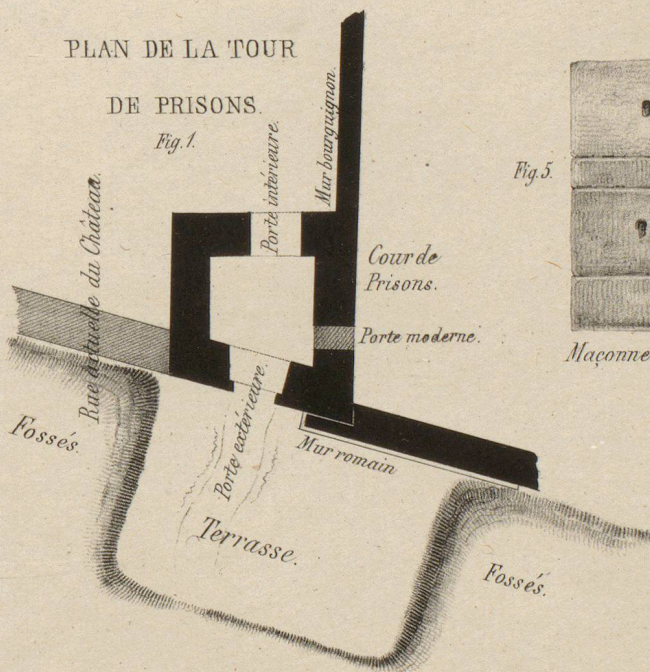 PLAN DE LA TOUR
DE PRISONS.
Fig. 1.
Mur bourguignon.
Porte intérieure.
Rue actuelle du Château.
Cour de
Prisons.
Porte moderne.
Porte extérieure.
Mur romain
Terrasse.
Fossés.
Fossés.
Fig. 5.
Maçonne